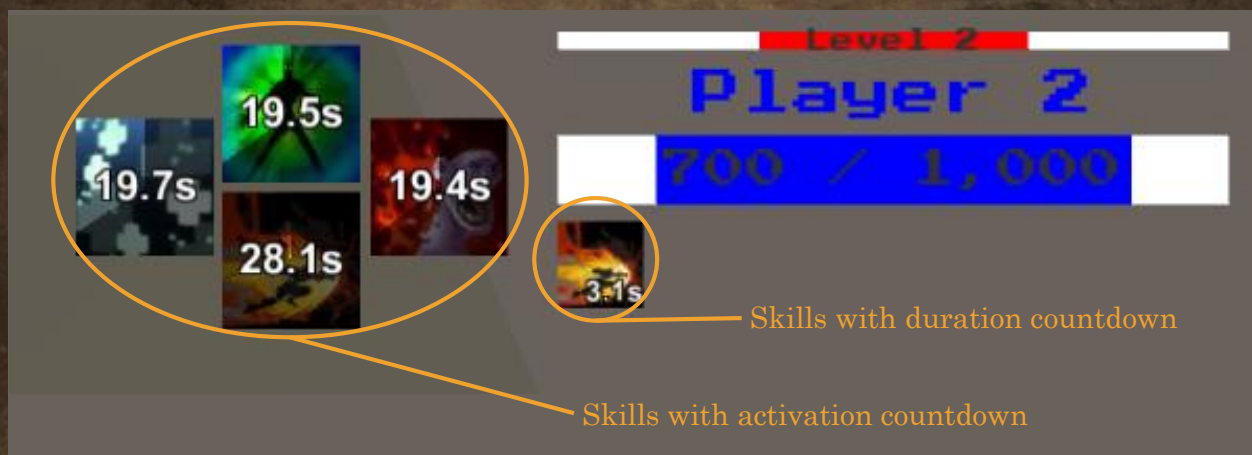 Level 2
Player 2
700 / 1,000
19.5s
19.7s
19.4s
28.1s
3.1s
Skills with duration countdown
Skills with activation countdown